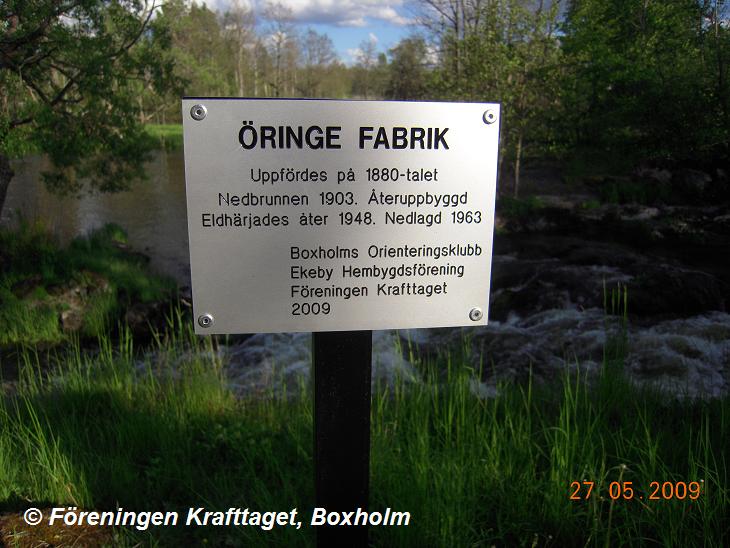 ÖRINGE FABRIK
Uppfördes på 1880-talet
Nedbrunnen 1903. Återuppbyggd
Eldhärjades åter 1948. Nedlagd 1963
Boxholms Orienteringsklubb
Ekeby Hembygdsförening
Föreningen Krafttaget
2009
27.05.2009
© Föreningen Krafttaget, Boxholm